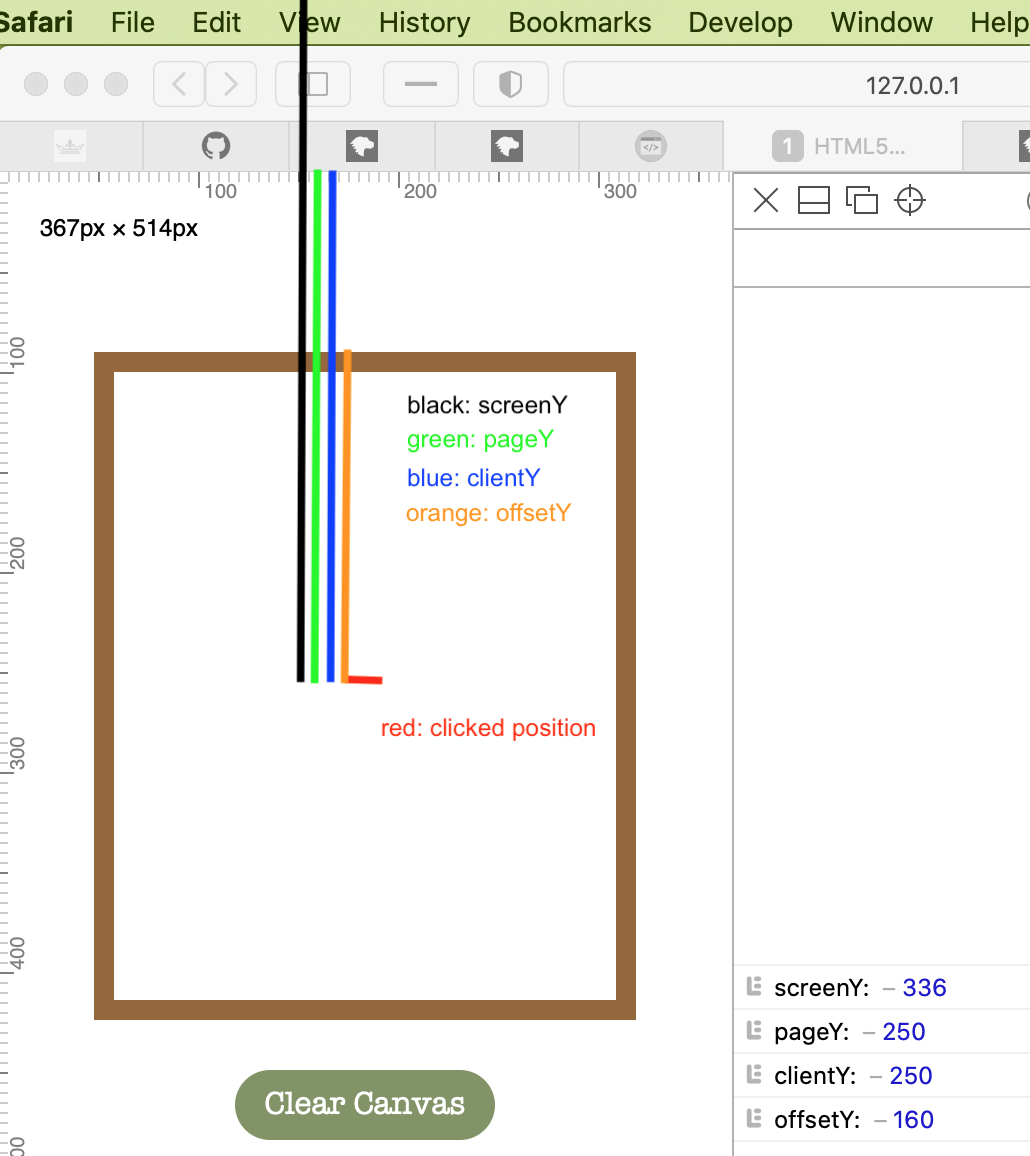 Safari File Edit View History Bookmarks Develop Window Help
127.0.0.1
1 HTML5...
100 200 300
367px × 514px
100
black: screenY
green: pageY
blue: clientY
orange: offsetY
200
red: clicked position
300
400
screenY: – 336
pageY: – 250
clientY: – 250
Clear Canvas
offsetY: – 160